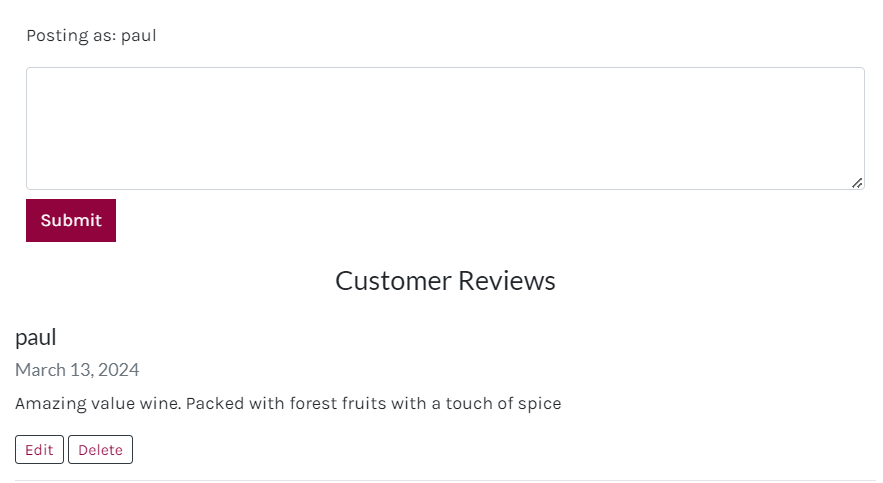 Posting as: paul
Submit
Customer Reviews
paul
March 13, 2024
Amazing value wine. Packed with forest fruits with a touch of spice
Edit Delete